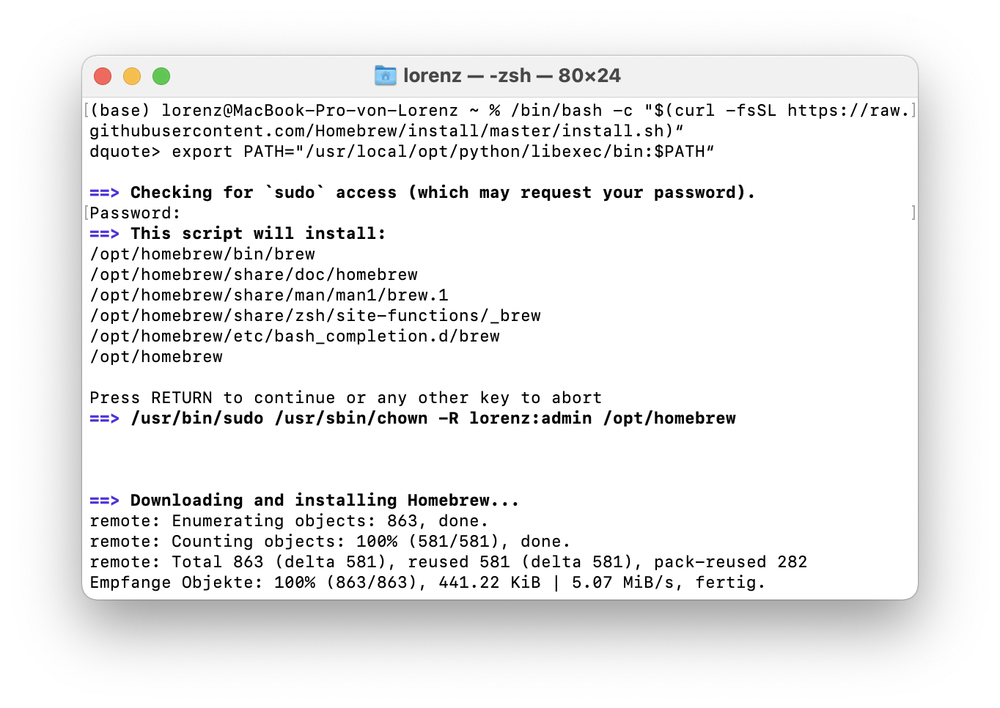 lorenz — -zsh — 80×24
(base) lorenz@MacBook-Pro-von-Lorenz ~ % /bin/bash -c "$(curl -fsSL https://raw.
githubusercontent.com/Homebrew/install/master/install.sh)“
dquote> export PATH="/usr/local/opt/python/libexec/bin:$PATH“
==> Checking for `sudo` access (which may request your password).
Password:
==> This script will install:
/opt/homebrew/bin/brew
/opt/homebrew/share/doc/homebrew
/opt/homebrew/share/man/man1/brew.1
/opt/homebrew/share/zsh/site-functions/_brew
/opt/homebrew/etc/bash_completion.d/brew
/opt/homebrew
Press RETURN to continue or any other key to abort
==> /usr/bin/sudo /usr/sbin/chown -R lorenz:admin /opt/homebrew
==> Downloading and installing Homebrew...
remote: Enumerating objects: 863, done.
remote: Counting objects: 100% (581/581), done.
remote: Total 863 (delta 581), reused 581 (delta 581), pack-reused 282
Empfange Objekte: 100% (863/863), 441.22 KiB | 5.07 MiB/s, fertig.